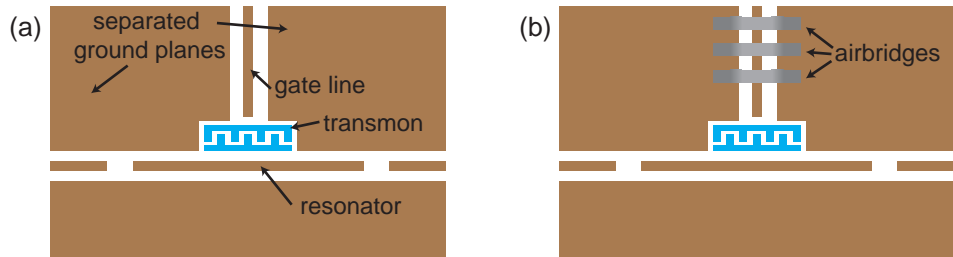 (a)
separated
ground planes
gate line
transmon
resonator
(b)
airbridges